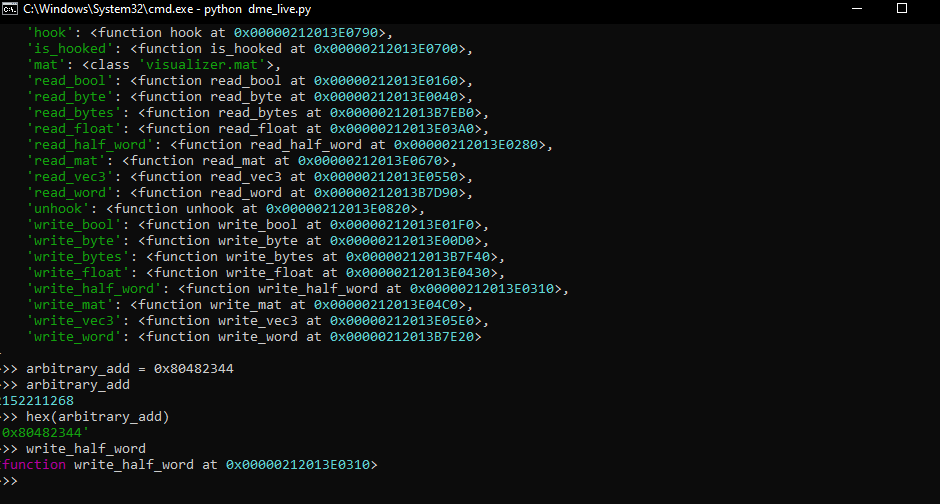 C:\Windows\System32\cmd.exe - python dme_live.py
'hook': <function hook at 0x00000212013E0790>,
'is_hooked': <function is_hooked at 0x00000212013E0700>,
'mat': <class 'visualizer.mat'>,
'read_bool': <function read_bool at 0x00000212013E0160>,
'read_byte': <function read_byte at 0x00000212013E0040>,
'read_bytes': <function read_bytes at 0x00000212013B7EB0>,
'read_float': <function read_float at 0x00000212013E03A0>,
'read_half_word': <function read_half_word at 0x00000212013E0280>,
'read_mat': <function read_mat at 0x00000212013E0670>,
'read_vec3': <function read_vec3 at 0x00000212013E0550>,
'read_word': <function read_word at 0x00000212013B7D90>,
'unhook': <function unhook at 0x00000212013E0820>,
'write_bool': <function write_bool at 0x00000212013E01F0>,
'write_byte': <function write_byte at 0x00000212013E00D0>,
'write_bytes': <function write_bytes at 0x00000212013B7F40>,
'write_float': <function write_float at 0x00000212013E0430>,
'write_half_word': <function write_half_word at 0x00000212013E0310>,
'write_mat': <function write_mat at 0x00000212013E04C0>,
'write_vec3': <function write_vec3 at 0x00000212013E05E0>,
'write_word': <function write_word at 0x00000212013B7E20>
>>> arbitrary_add = 0x80482344
>>> arbitrary_add
2152211268
>>> hex(arbitrary_add)
'0x80482344'
>>> write_half_word
<function write_half_word at 0x00000212013E0310>
>>>